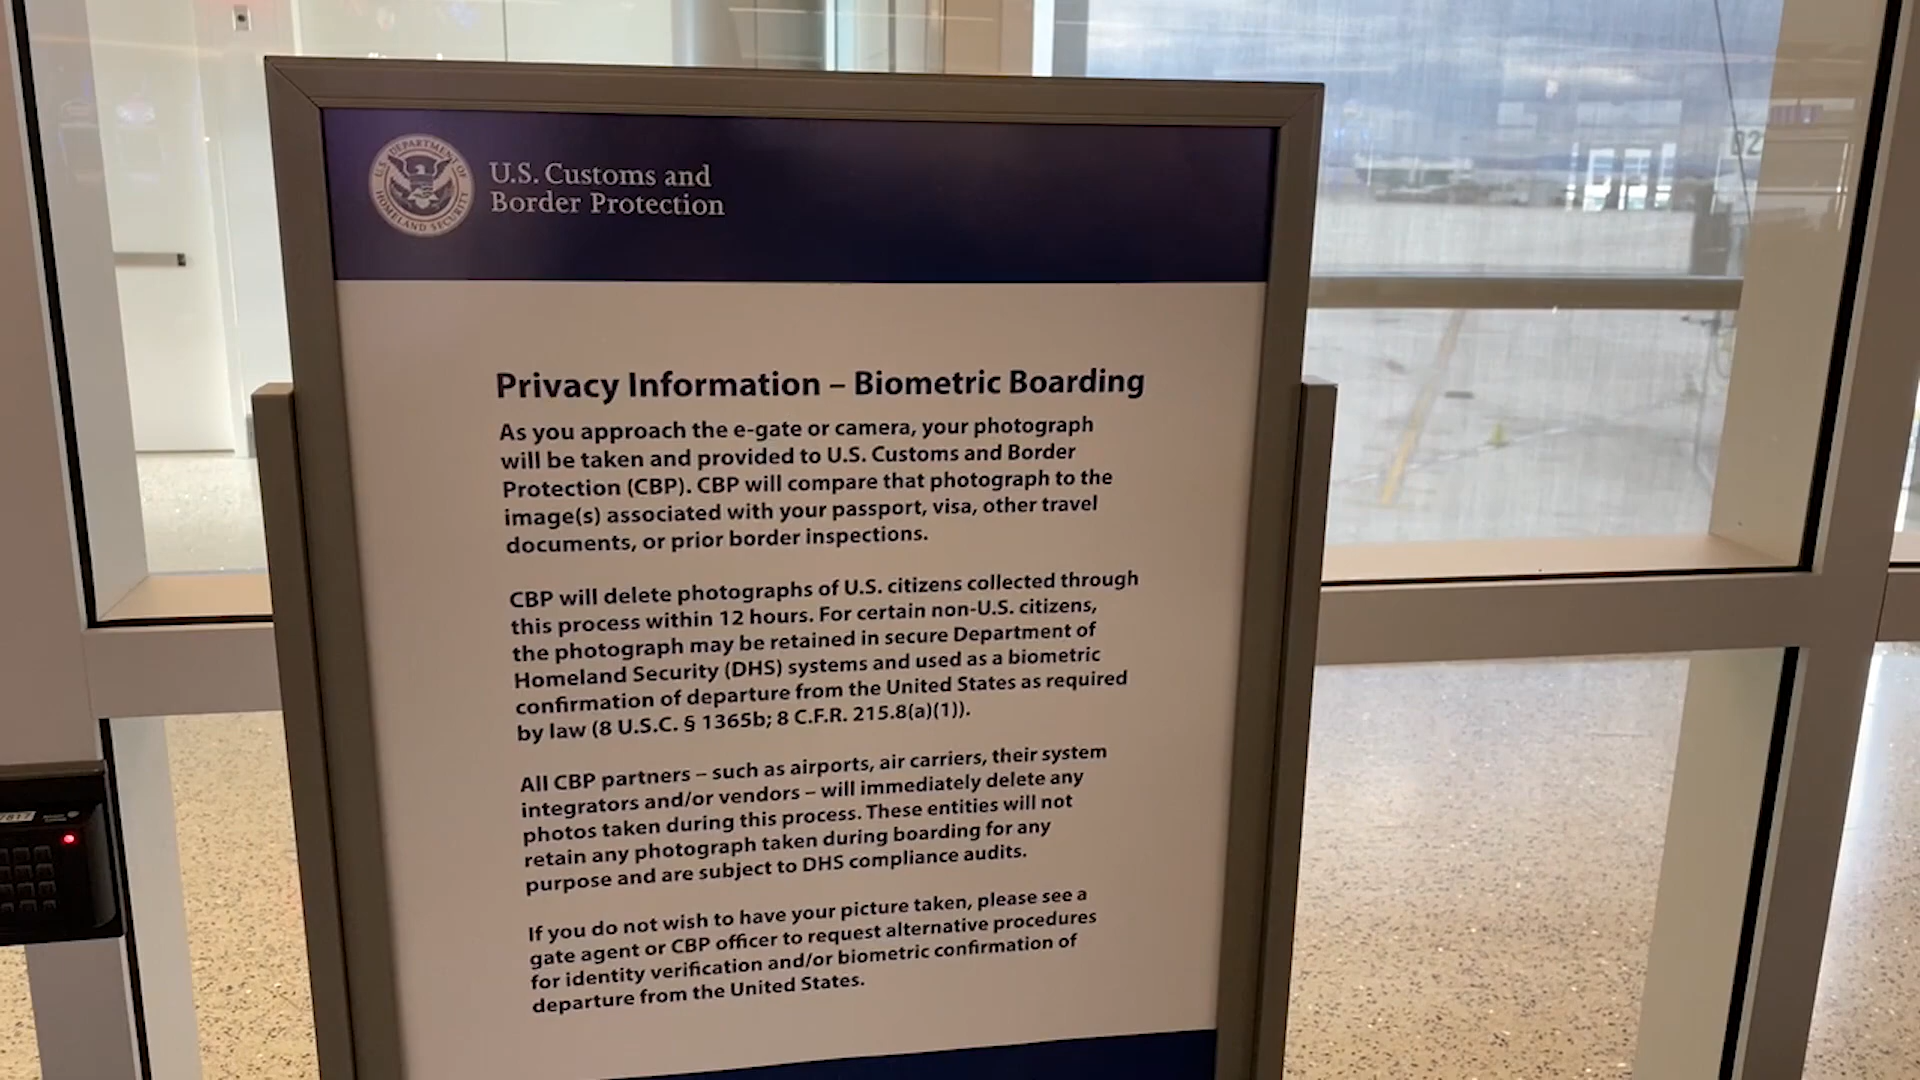 U.S. DEPARTMENT OF
HOMELAND SECURITY
U.S. Customs and
Border Protection
Privacy Information – Biometric Boarding
As you approach the e-gate or camera, your photograph
will be taken and provided to U.S. Customs and Border
Protection (CBP). CBP will compare that photograph to the
image(s) associated with your passport, visa, other travel
documents, or prior border inspections.
CBP will delete photographs of U.S. citizens collected through
this process within 12 hours. For certain non-U.S. citizens,
the photograph may be retained in secure Department of
Homeland Security (DHS) systems and used as a biometric
confirmation of departure from the United States as required
by law (8 U.S.C. § 1365b; 8 C.F.R. 215.8(a)(1)).
All CBP partners – such as airports, air carriers, their system
integrators and/or vendors – will immediately delete any
photos taken during this process. These entities will not
retain any photograph taken during boarding for any
purpose and are subject to DHS compliance audits.
If you do not wish to have your picture taken, please see a
gate agent or CBP officer to request alternative procedures
for identity verification and/or biometric confirmation of
departure from the United States.